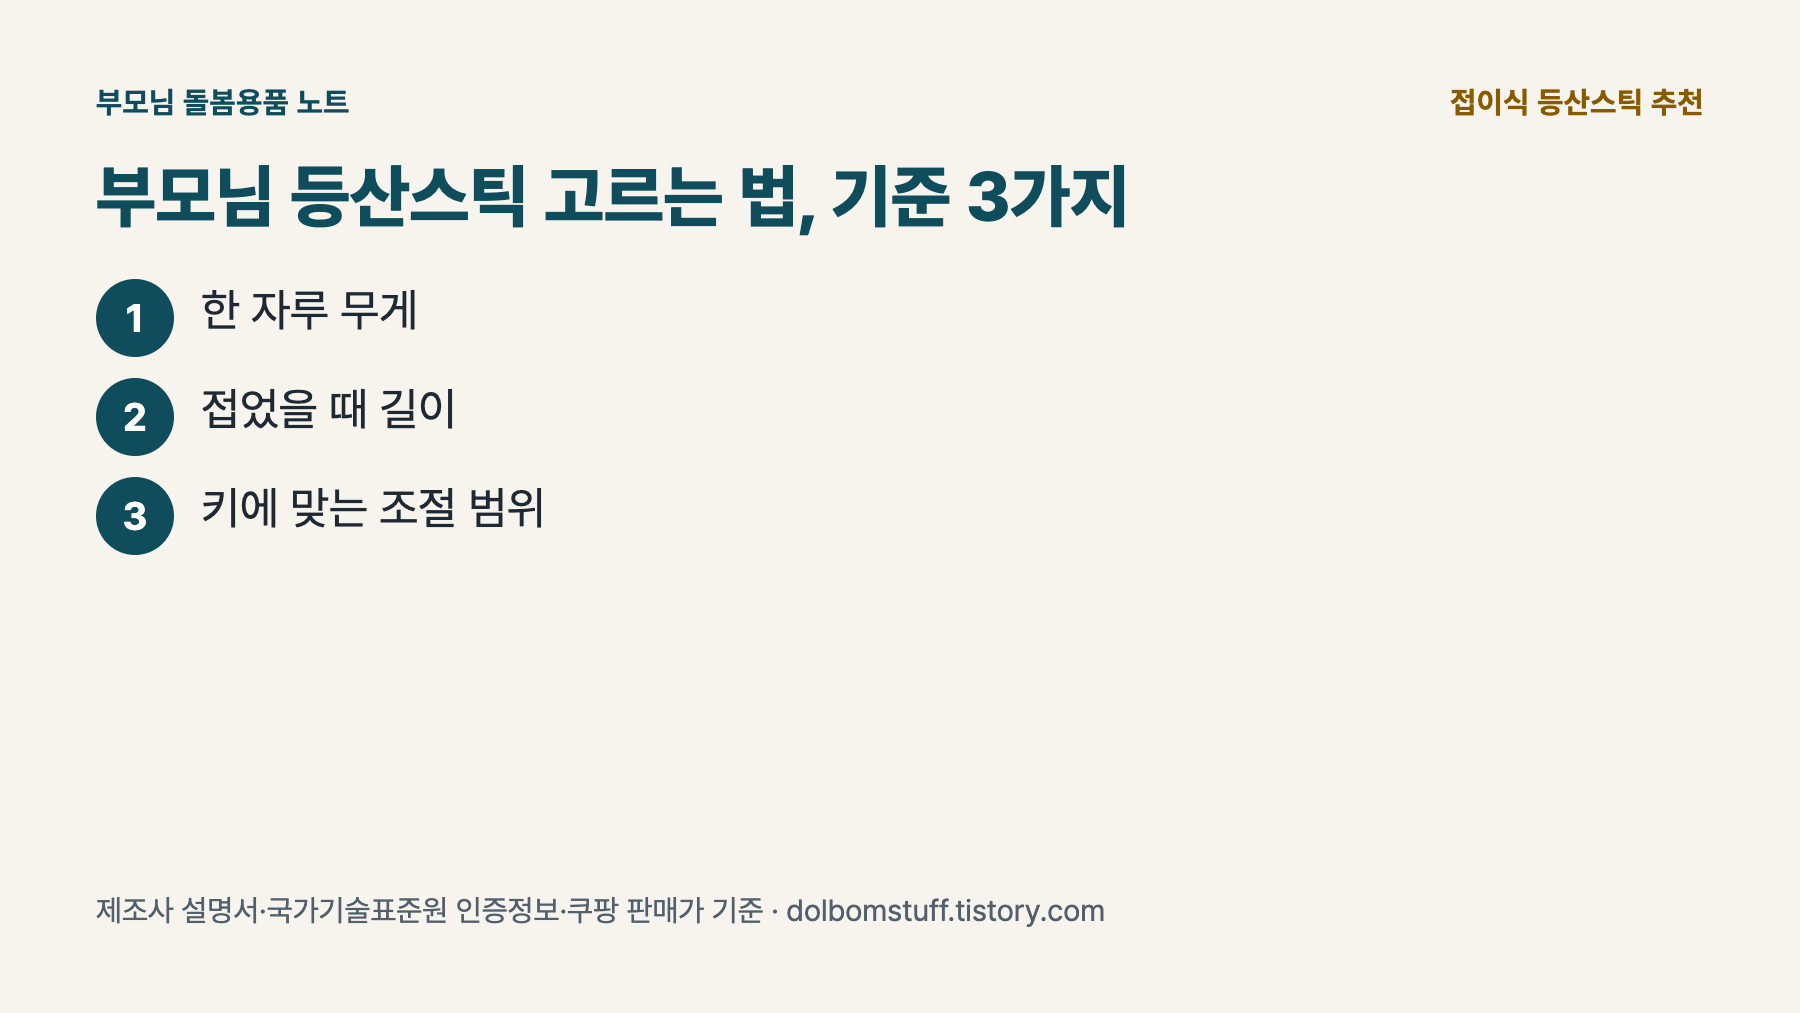 부모님 돌봄용품 노트
접이식 등산스틱 추천
부모님 등산스틱 고르는 법, 기준 3가지
1 한 자루 무게
2 접었을 때 길이
3 키에 맞는 조절 범위
제조사 설명서·국가기술표준원 인증정보·쿠팡 판매가 기준 · dolbomstuff.tistory.com